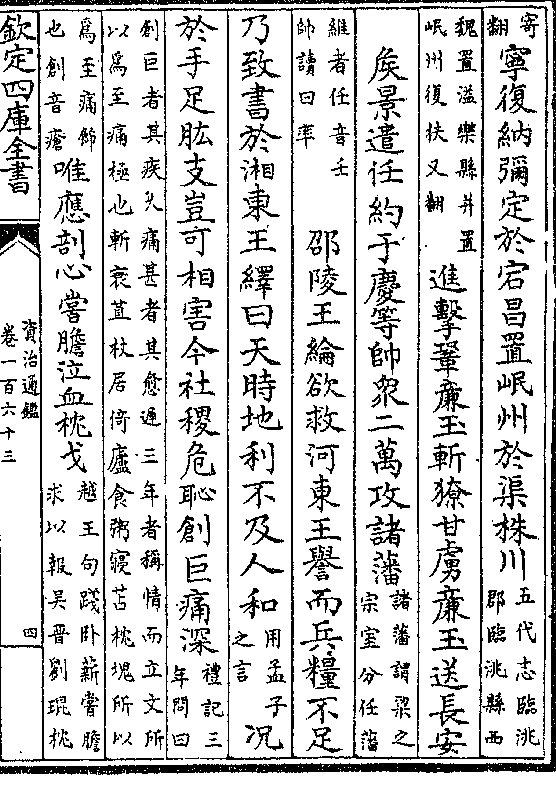 寄翻寧復納彌定於宕昌置岷州於渠株川五代志臨洮郡臨洮縣西
魏置溢樂縣并置岷州復扶又翻進擊鞏廉玉斬獠甘虜廉玉送長安
侯景遣任約于慶等帥衆二萬攻諸藩諸藩謂梁之宗室分任藩
維者任音壬帥讀曰率邵陵王綸欲救河東王譽而兵糧不足
乃致書於湘東王繹曰天時地利不及人和用孟子之言況
於手足肱支豈可相害今社稷危恥創巨痛深禮記三年問曰
創巨者其疾久痛甚者其愈遲三年者稱情而立文所以為至痛極也斬衰苴杖居倚廬食粥寢苫枕塊所以
為至痛飾也創音瘡唯應剖心嘗膽泣血枕戈越王句踐卧薪嘗膽求以報吳晉劉琨枕
欽定四庫全書
資治通鑑
卷一百六十三
四